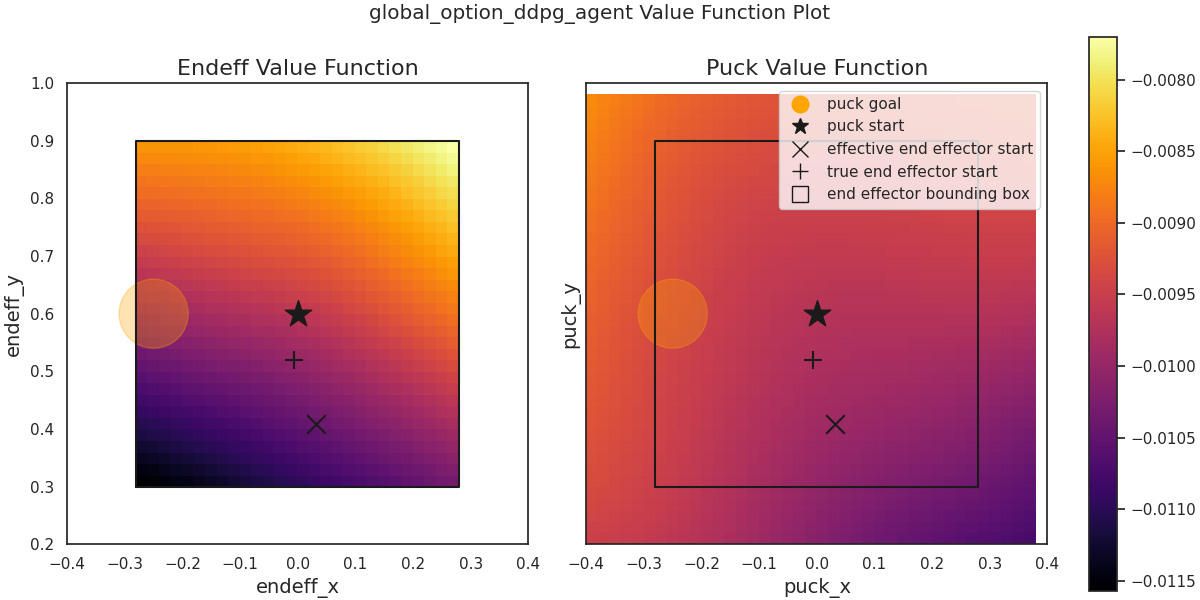 global_option_ddpg_agent Value Function Plot
Endeff Value Function
1.0
0.9
0.8
0.7
0.6
0.5
0.4
0.3
0.2
endeff_y
−0.4 −0.3 −0.2 −0.1 0.0 0.1 0.2 0.3 0.4
endeff_x
Puck Value Function
puck goal
puck start
effective end effector start
true end effector start
end effector bounding box
puck_y
−0.4 −0.3 −0.2 −0.1 0.0 0.1 0.2 0.3 0.4
puck_x
−0.0080
−0.0085
−0.0090
−0.0095
−0.0100
−0.0105
−0.0110
−0.0115